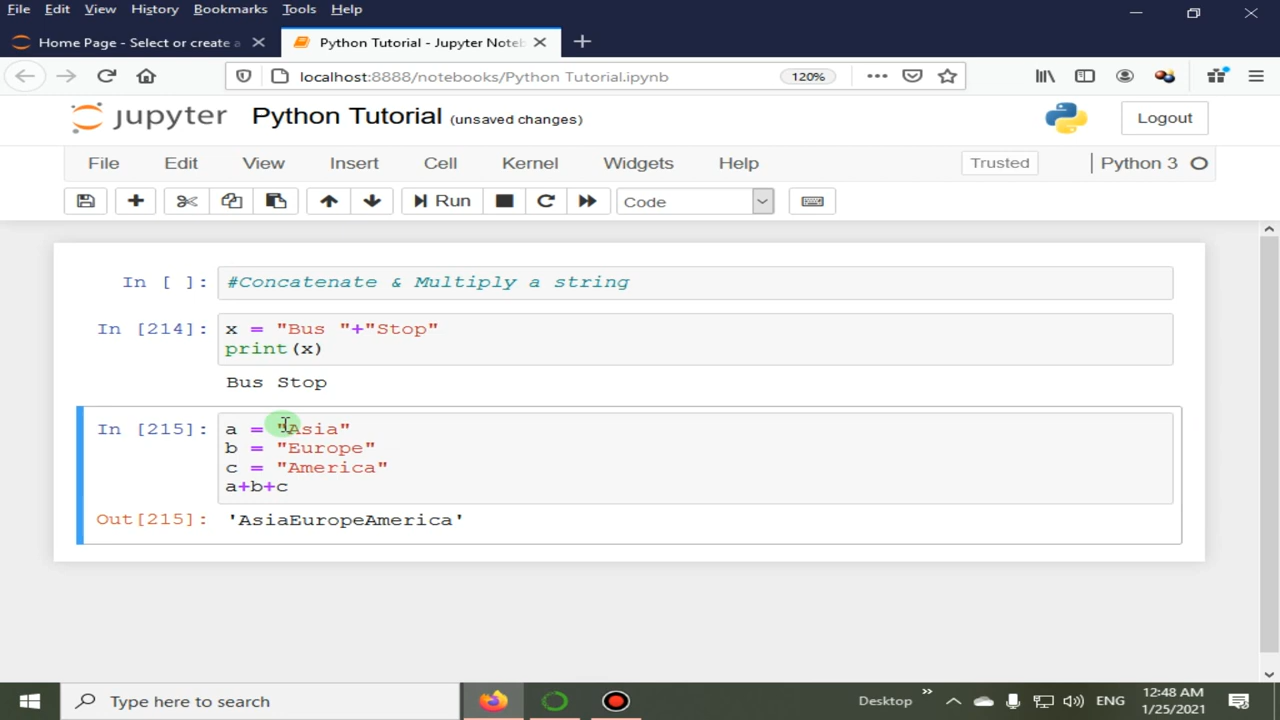 File Edit View History Bookmarks Tools Help
Home Page - Select or create a
Python Tutorial - Jupyter Noteb
localhost:8888/notebooks/Python Tutorial.ipynb 120%
jupyter Python Tutorial (unsaved changes)
Logout
File Edit View Insert Cell Kernel Widgets Help Trusted Python 3
Run Code
In [ ]: #Concatenate & Multiply a string
In [214]: x = "Bus "+"Stop"
print(x)
Bus Stop
In [215]: a = "Asia"
b = "Europe"
c = "America"
a+b+c
Out[215]: 'AsiaEuropeAmerica'
Type here to search
Desktop ENG
12:48 AM
1/25/2021